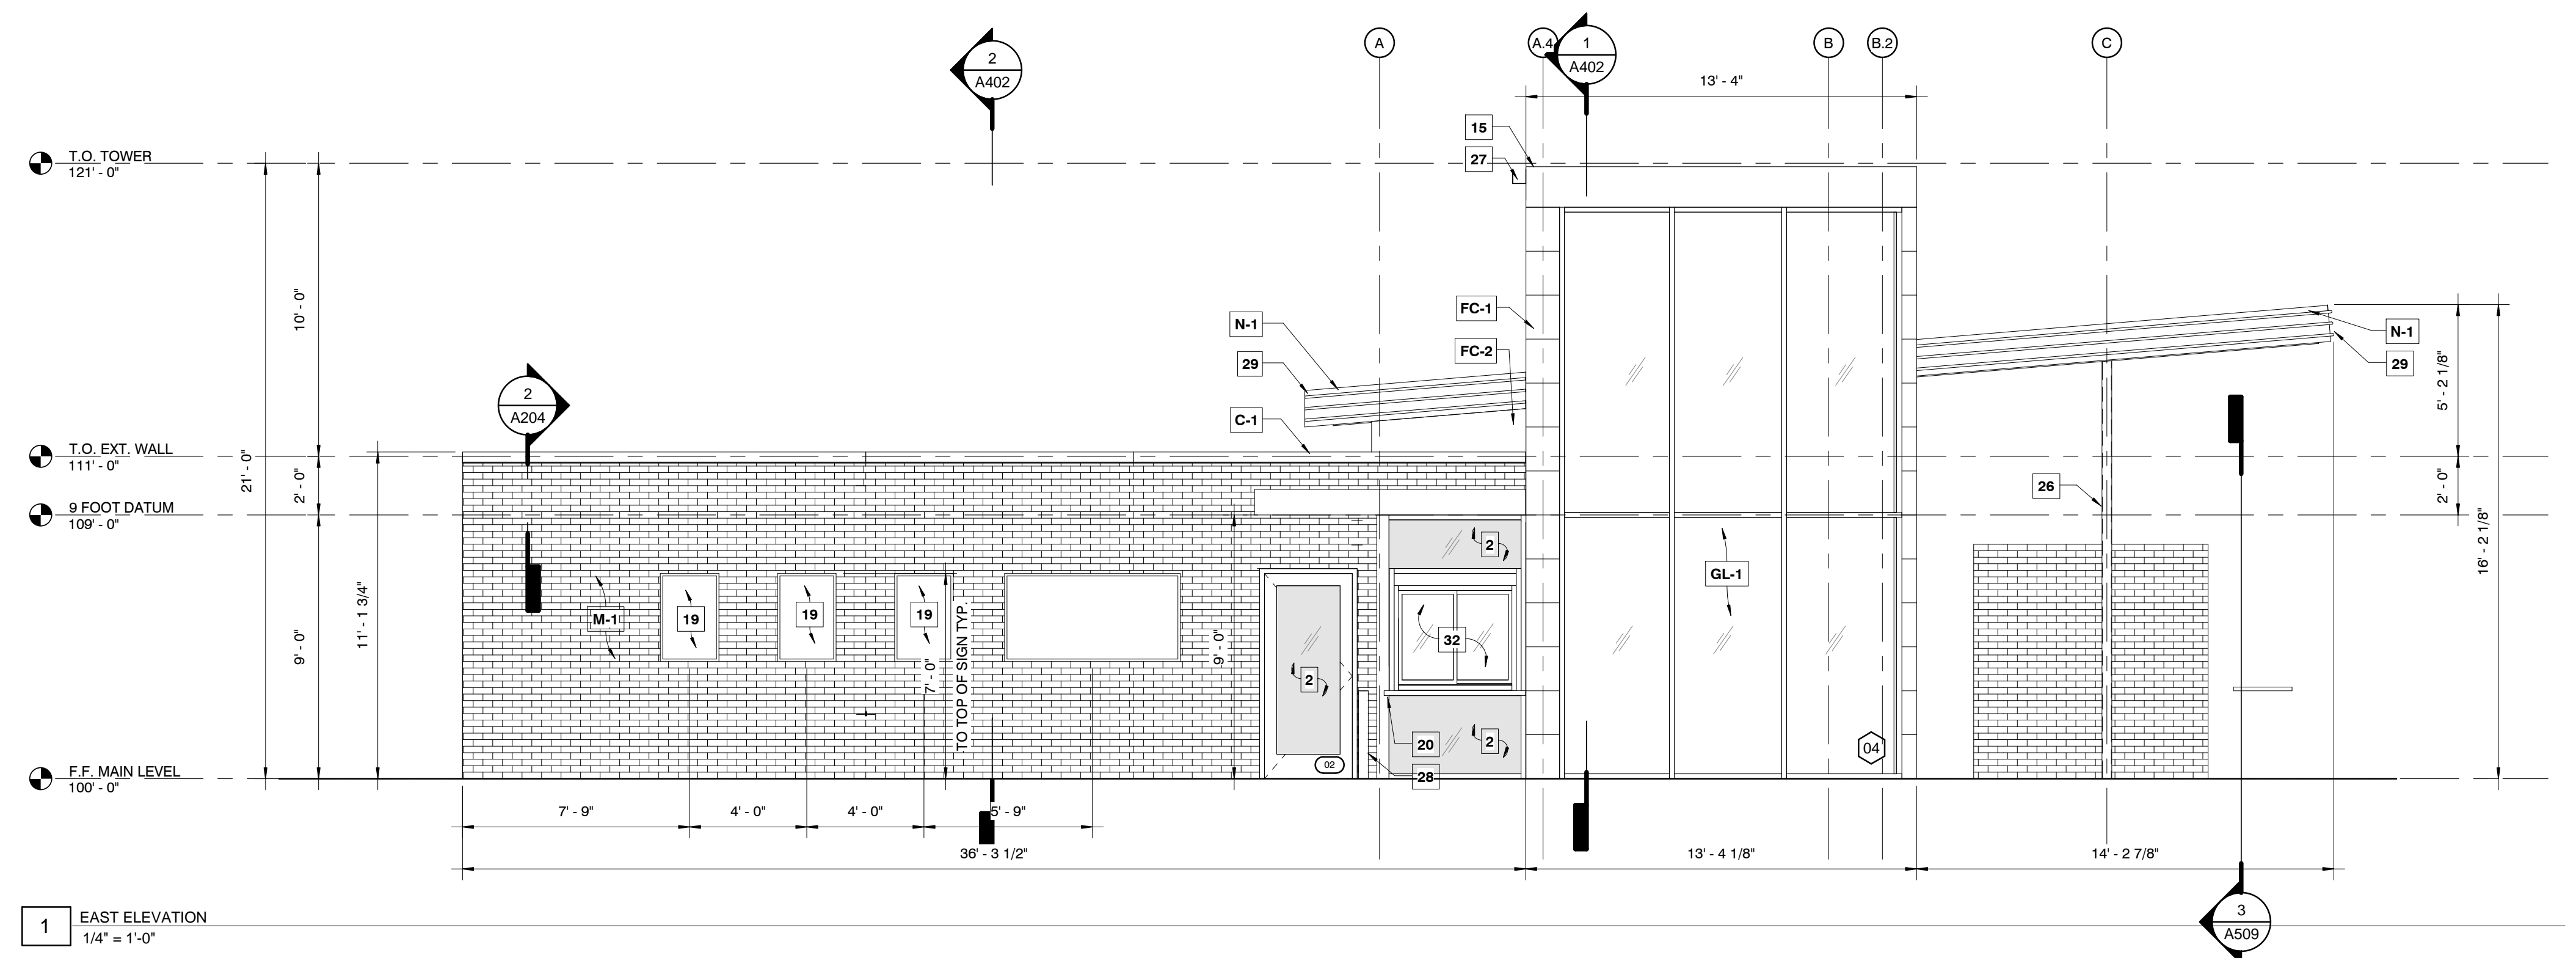 A
A.4
B
B.2
C
2
A402
1
A402
13' - 4"
15
27
T.O. TOWER
121' - 0"
10' - 0"
21' - 0"
FC-1
N-1
N-1
FC-2
29
29
5' - 2 1/8"
2
A204
C-1
T.O. EXT. WALL
111' - 0"
2' - 0"
2' - 0"
26
9 FOOT DATUM
109' - 0"
16' - 2 1/8"
2
GL-1
11' - 1 3/4"
9' - 0"
M-1
19
19
19
7' - 0"
TO TOP OF SIGN TYP.
9' - 0"
32
2
20
2
04
02
28
F.F. MAIN LEVEL
100' - 0"
7' - 9"
4' - 0"
4' - 0"
5' - 9"
36' - 3 1/2"
13' - 4 1/8"
14' - 2 7/8"
3
A509
1
EAST ELEVATION
1/4" = 1'-0"